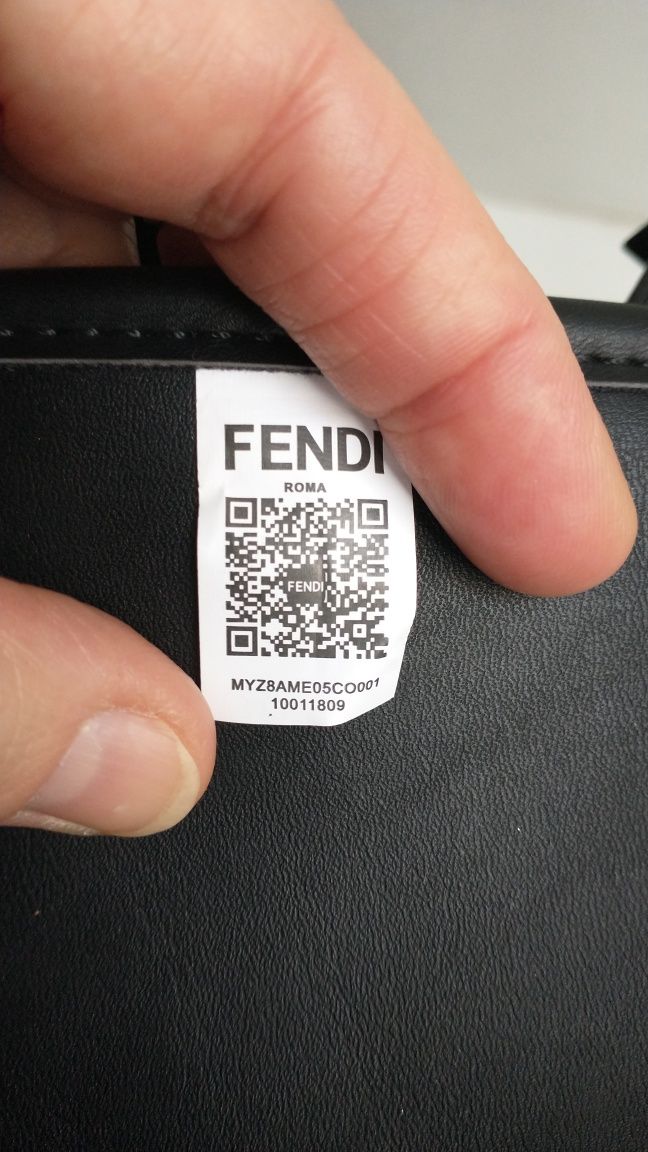 FENDI
ROMA
FENDI
MYZ8AME05CO001
10011809